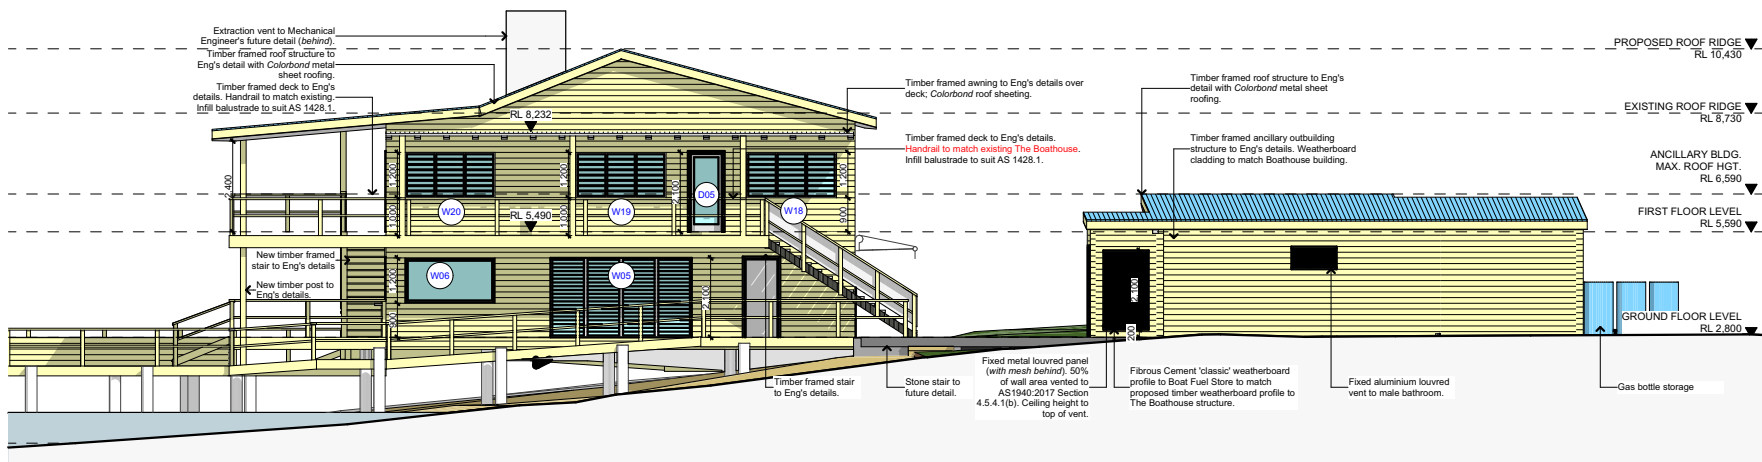 Extraction vent to Mechanical
Engineer's future detail (behind).
Timber framed roof structure to
Eng's detail with Colorbond metal
sheet roofing.
Timber framed deck to Eng's
details. Handrail to match existing.
Infill balustrade to suit AS 1428.1.
RL 8,232
Timber framed awning to Eng's details over
deck; Colorbond roof sheeting.
Timber framed deck to Eng's details.
Handrail to match existing The Boathouse.
Infill balustrade to suit AS 1428.1.
Timber framed roof structure to Eng's
detail with Colorbond metal sheet
roofing.
Timber framed ancillary outbuilding
structure to Eng's details. Weatherboard
cladding to match Boathouse building.
PROPOSED ROOF RIDGE
RL 10,430
EXISTING ROOF RIDGE
RL 8,730
ANCILLARY BLDG.
MAX. ROOF HGT.
RL 6,590
FIRST FLOOR LEVEL
RL 5,590
GROUND FLOOR LEVEL
RL 2,800
2,400
1,200
1,000
1,200
1,000
2,100
1,200
900
W20
W19
D05
W18
RL 5,490
New timber framed
stair to Eng's details
New timber post to
Eng's details.
1,200
900
W06
W05
2,100
2,100
200
Timber framed stair
to Eng's details.
Stone stair to
future detail.
Fixed metal louvred panel
(with mesh behind). 50%
of wall area vented to
AS1940:2017 Section
4.5.4.1(b). Ceiling height to
top of vent.
Fibrous Cement 'classic' weatherboard
profile to Boat Fuel Store to match
proposed timber weatherboard profile to
The Boathouse structure.
Fixed aluminium louvred
vent to male bathroom.
Gas bottle storage